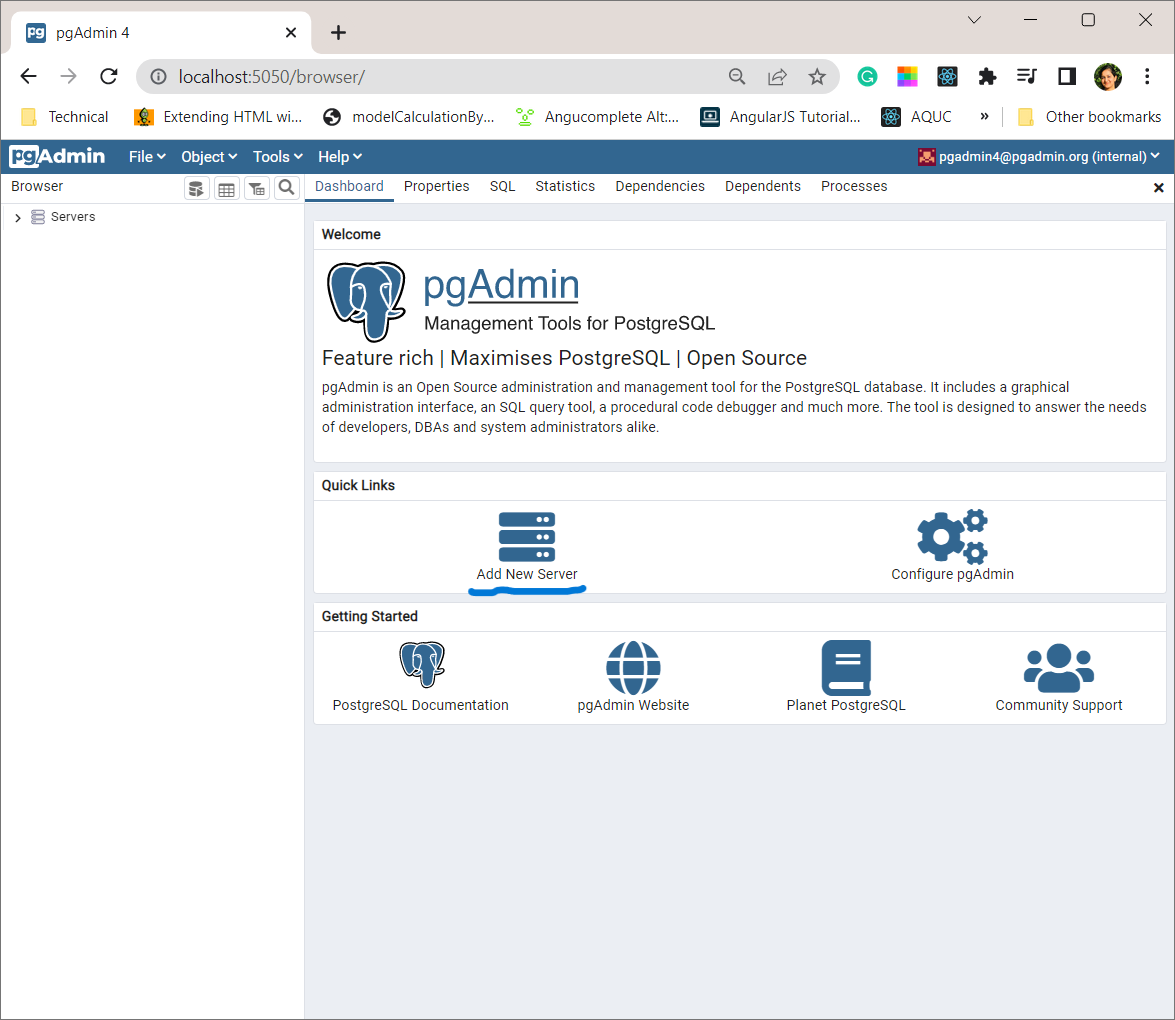 pg pgAdmin 4
localhost:5050/browser/
Technical Extending HTML wi... modelCalculationBy... Angucomplete Alt:... AngularJS Tutorial... AQUC » Other bookmarks
pgAdmin File Object Tools Help pgadmin4@pgadmin.org (internal)
Browser Dashboard Properties SQL Statistics Dependencies Dependents Processes
Servers
Welcome
pgAdmin
Management Tools for PostgreSQL
Feature rich | Maximises PostgreSQL | Open Source
pgAdmin is an Open Source administration and management tool for the PostgreSQL database. It includes a graphical
administration interface, an SQL query tool, a procedural code debugger and much more. The tool is designed to answer the needs
of developers, DBAs and system administrators alike.
Quick Links
Add New Server Configure pgAdmin
Getting Started
PostgreSQL Documentation pgAdmin Website Planet PostgreSQL Community Support